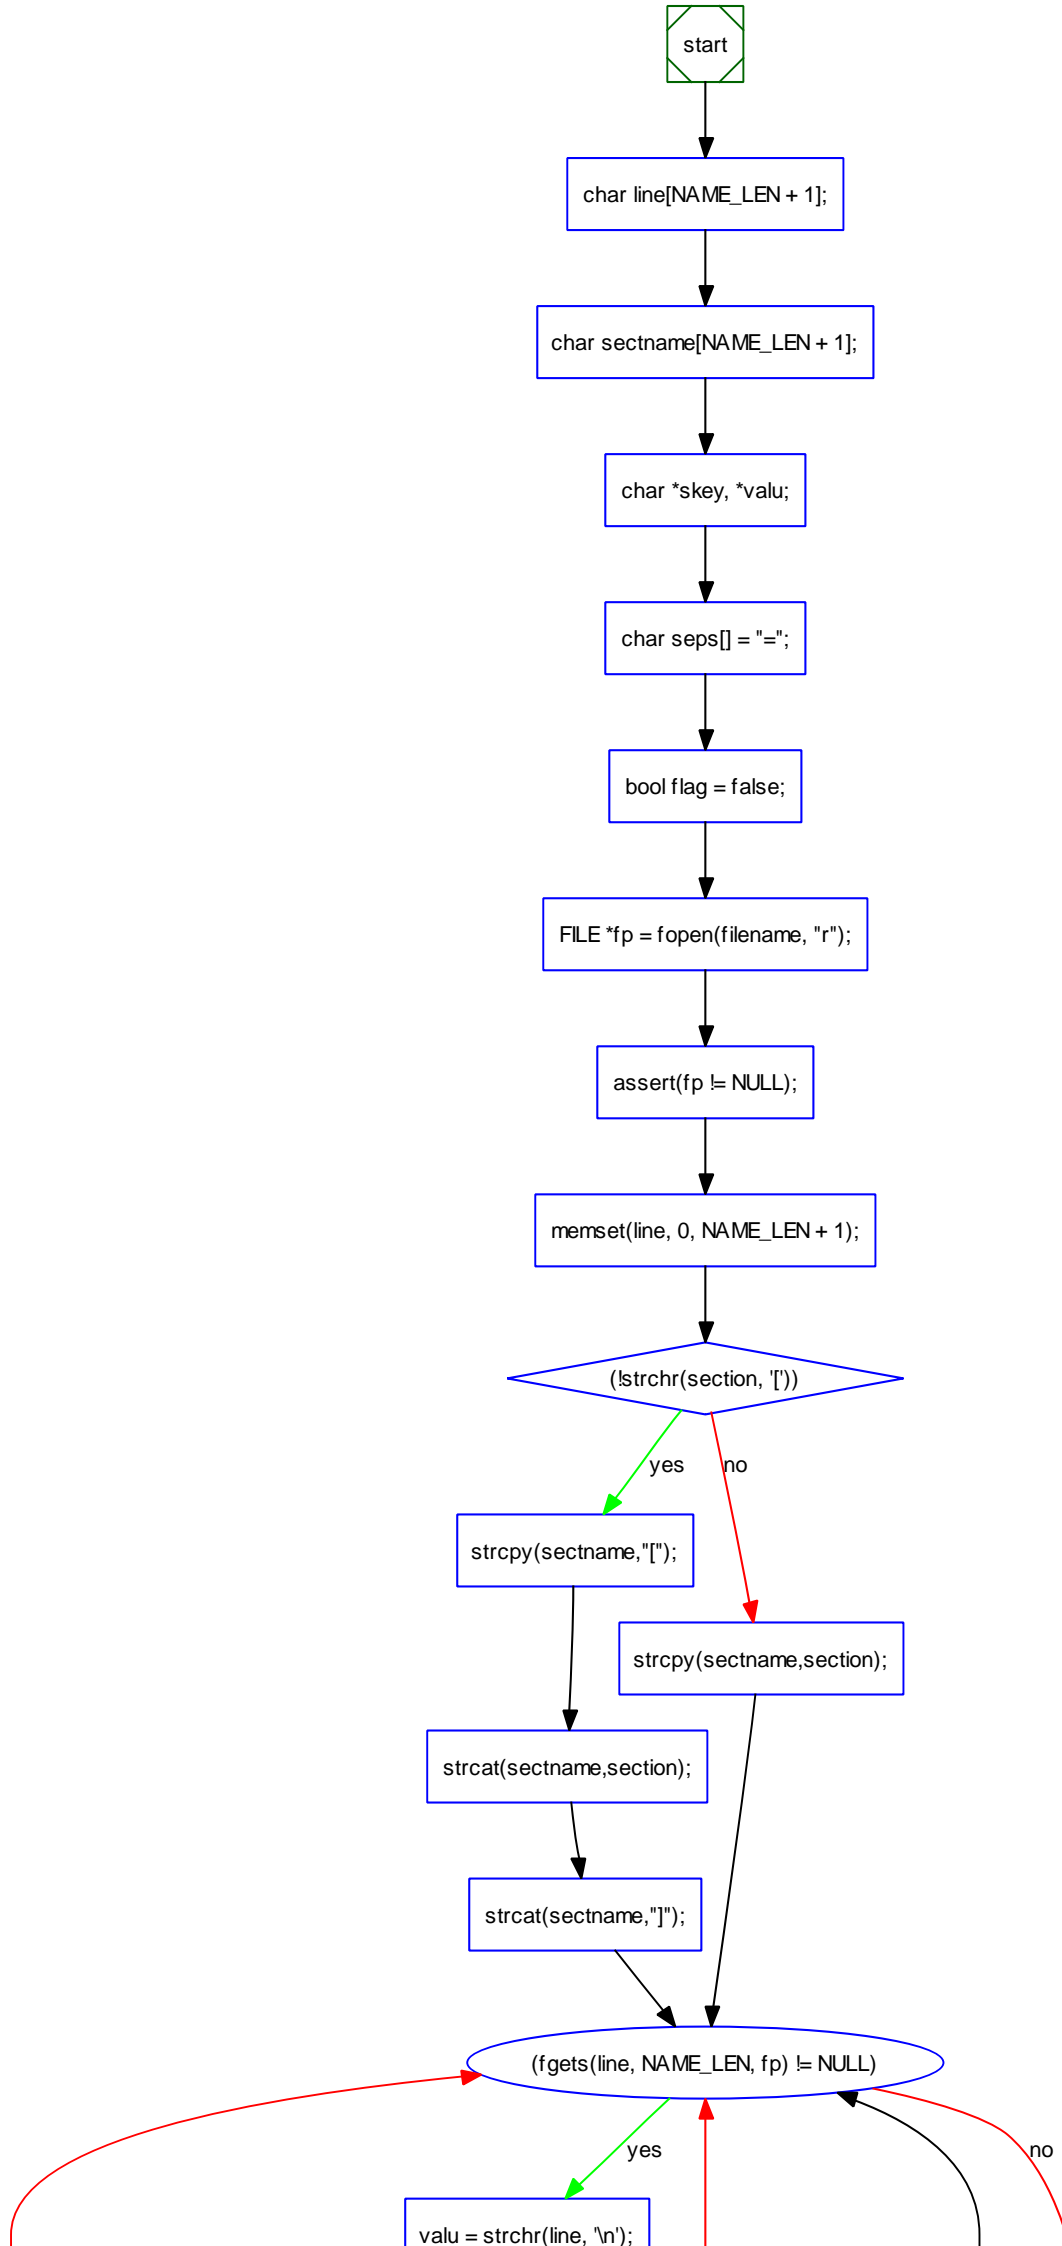 start
char line[NAME_LEN + 1];
char sectname[NAME_LEN + 1];
char *skey, *valu;
char seps[] = "=";
bool flag = false;
FILE *fp = fopen(filename, "r");
assert(fp != NULL);
memset(line, 0, NAME_LEN + 1);
(!strchr(section, '['))
yes
no
strcpy(sectname,"[");
strcpy(sectname,section);
strcat(sectname,section);
strcat(sectname,"]");
(fgets(line, NAME_LEN, fp) != NULL)
yes
no
valu = strchr(line, '\n');